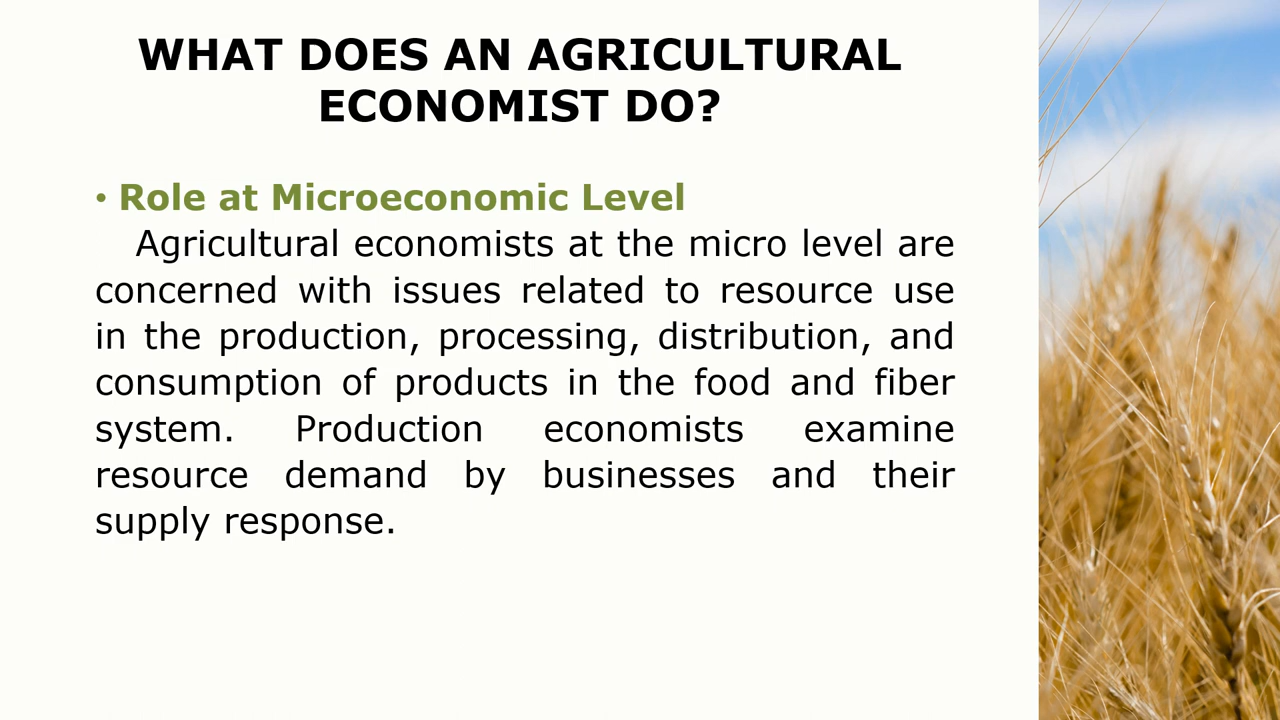 WHAT DOES AN AGRICULTURAL
ECONOMIST DO?
• Role at Microeconomic Level
Agricultural economists at the micro level are
concerned with issues related to resource use
in the production, processing, distribution, and
consumption of products in the food and fiber
system. Production economists examine
resource demand by businesses and their
supply response.